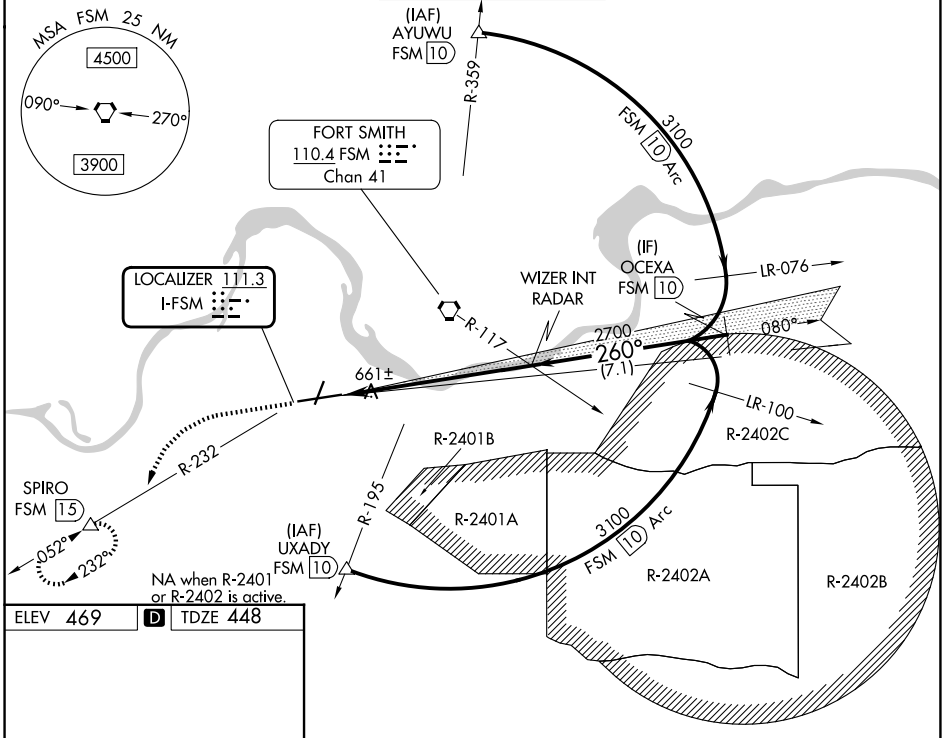 MSA FSM 25 NM
4500
090°
270°
3900
(IAF)
AYUWU
FSM 10
R-359
3100
FSM 10 Arc
FORT SMITH
110.4 FSM
Chan 41
LOCALIZER 111.3
I-FSM
(IF)
OCEXA
FSM 10
LR-076
WIZER INT
RADAR
R-117
2700
260°
(7.1)
080°
661±
LR-100
R-2402C
R-2401B
R-232
R-195
R-2401A
SPIRO
FSM 15
052°
232°
(IAF)
UXADY
FSM 10
3100
FSM 10 Arc
R-2402A
R-2402B
NA when R-2401
or R-2402 is active.
ELEV 469 D TDZE 448